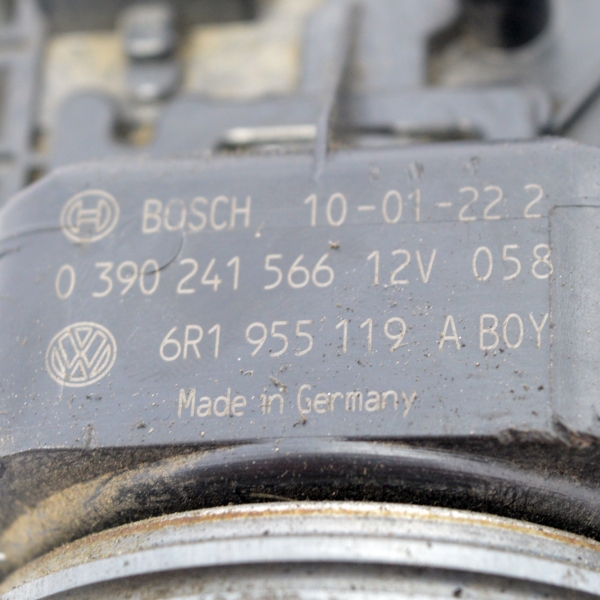 BOSCH 10-01-22 2
0 390 241 566 12V 058
6R1 955 119 A BOY
Made in Germany